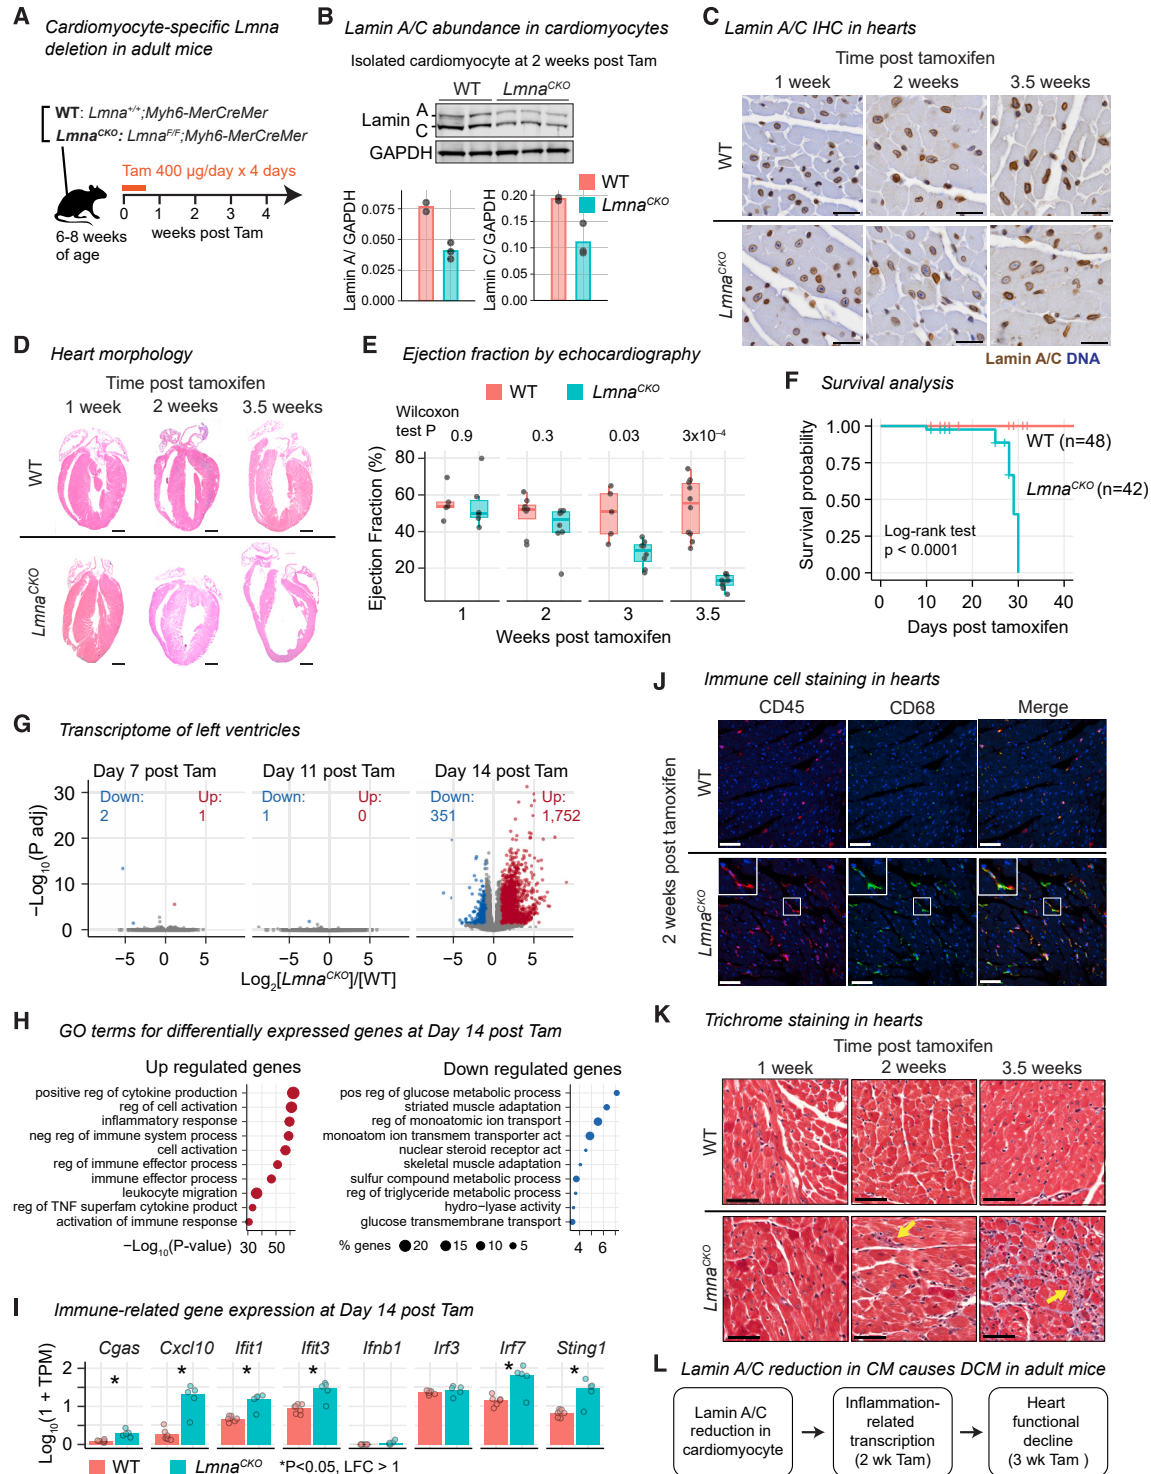 A
Cardiomyocyte-specific Lmna
deletion in adult mice
WT: Lmna+/+;Myh6-MerCreMer
LmnaCKO: LmnaF/F;Myh6-MerCreMer
Tam 400 µg/day x 4 days
0 1 2 3 4
weeks post Tam
6-8 weeks
of age
B
Lamin A/C abundance in cardiomyocytes
Isolated cardiomyocyte at 2 weeks post Tam
WT LmnaCKO
Lamin A
C
GAPDH
WT
LmnaCKO
Lamin A/ GAPDH
0.075
0.050
0.025
0.000
Lamin C/ GAPDH
0.20
0.15
0.10
0.05
0.00
C
Lamin A/C IHC in hearts
Time post tamoxifen
1 week 2 weeks 3.5 weeks
WT
LmnaCKO
Lamin A/C DNA
D
Heart morphology
Time post tamoxifen
1 week 2 weeks 3.5 weeks
WT
LmnaCKO
E
Ejection fraction by echocardiography
WT LmnaCKO
Wilcoxon
test P
0.9 0.3 0.03 3x10–4
Ejection Fraction (%)
80
60
40
20
1 2 3 3.5
Weeks post tamoxifen
F
Survival analysis
Survival probability
1.00
0.75
0.50
0.25
0.00
WT (n=48)
LmnaCKO (n=42)
Log-rank test
p < 0.0001
0 10 20 30 40
Days post tamoxifen
G
Transcriptome of left ventricles
Day 7 post Tam Day 11 post Tam Day 14 post Tam
Down: Up: Down: Up: Down: Up:
2 1 1 0 351 1,752
−Log10(P adj)
30
20
10
0
−5 0 5 −5 0 5 −5 0 5
Log2[LmnaCKO]/[WT]
H
GO terms for differentially expressed genes at Day 14 post Tam
Up regulated genes
positive reg of cytokine production
reg of cell activation
inflammatory response
neg reg of immune system process
cell activation
reg of immune effector process
immune effector process
leukocyte migration
reg of TNF superfam cytokine product
activation of immune response
−Log10(P-value) 30 50
Down regulated genes
pos reg of glucose metabolic process
striated muscle adaptation
reg of monoatomic ion transport
monoatom ion transmem transporter act
nuclear steroid receptor act
skeletal muscle adaptation
sulfur compound metabolic process
reg of triglyceride metabolic process
hydro-lyase activity
glucose transmembrane transport
% genes 20 15 10 5
4 6
I
Immune-related gene expression at Day 14 post Tam
Cgas Cxcl10 Ifit1 Ifit3 Ifnb1 Irf3 Irf7 Sting1
* * * * * *
Log10(1 + TPM)
2
1
0
WT LmnaCKO *P<0.05, LFC > 1
J
Immune cell staining in hearts
CD45 CD68 Merge
2 weeks post tamoxifen
WT
LmnaCKO
K
Trichrome staining in hearts
Time post tamoxifen
1 week 2 weeks 3.5 weeks
WT
LmnaCKO
L
Lamin A/C reduction in CM causes DCM in adult mice
Lamin A/C
reduction in
cardiomyocyte
Inflammation-
related
transcription
(2 wk Tam)
Heart
functional
decline
(3 wk Tam )